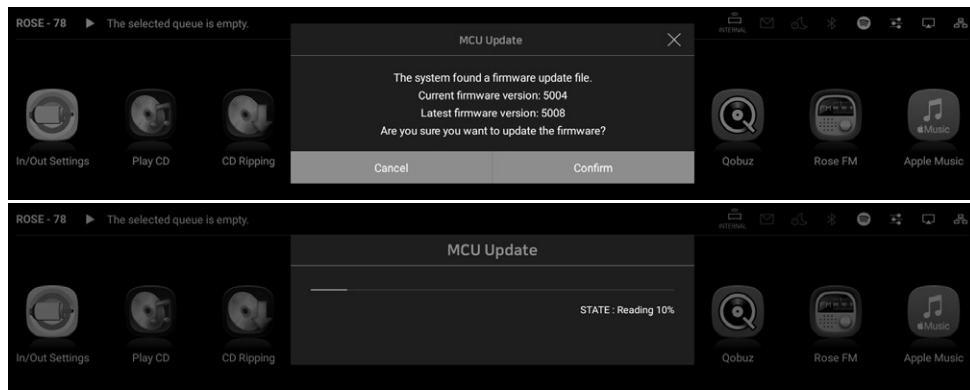 ROSE - 78 ▶ The selected queue is empty.
INTERNAL
MCU Update
The system found a firmware update file.
Current firmware version: 5004
Latest firmware version: 5008
Are you sure you want to update the firmware?
Cancel Confirm
Music
In/Out Settings Play CD CD Ripping Qobuz Rose FM Apple Music
ROSE - 78 ▶ The selected queue is empty.
INTERNAL
MCU Update
STATE : Reading 10%
Music
In/Out Settings Play CD CD Ripping Qobuz Rose FM Apple Music